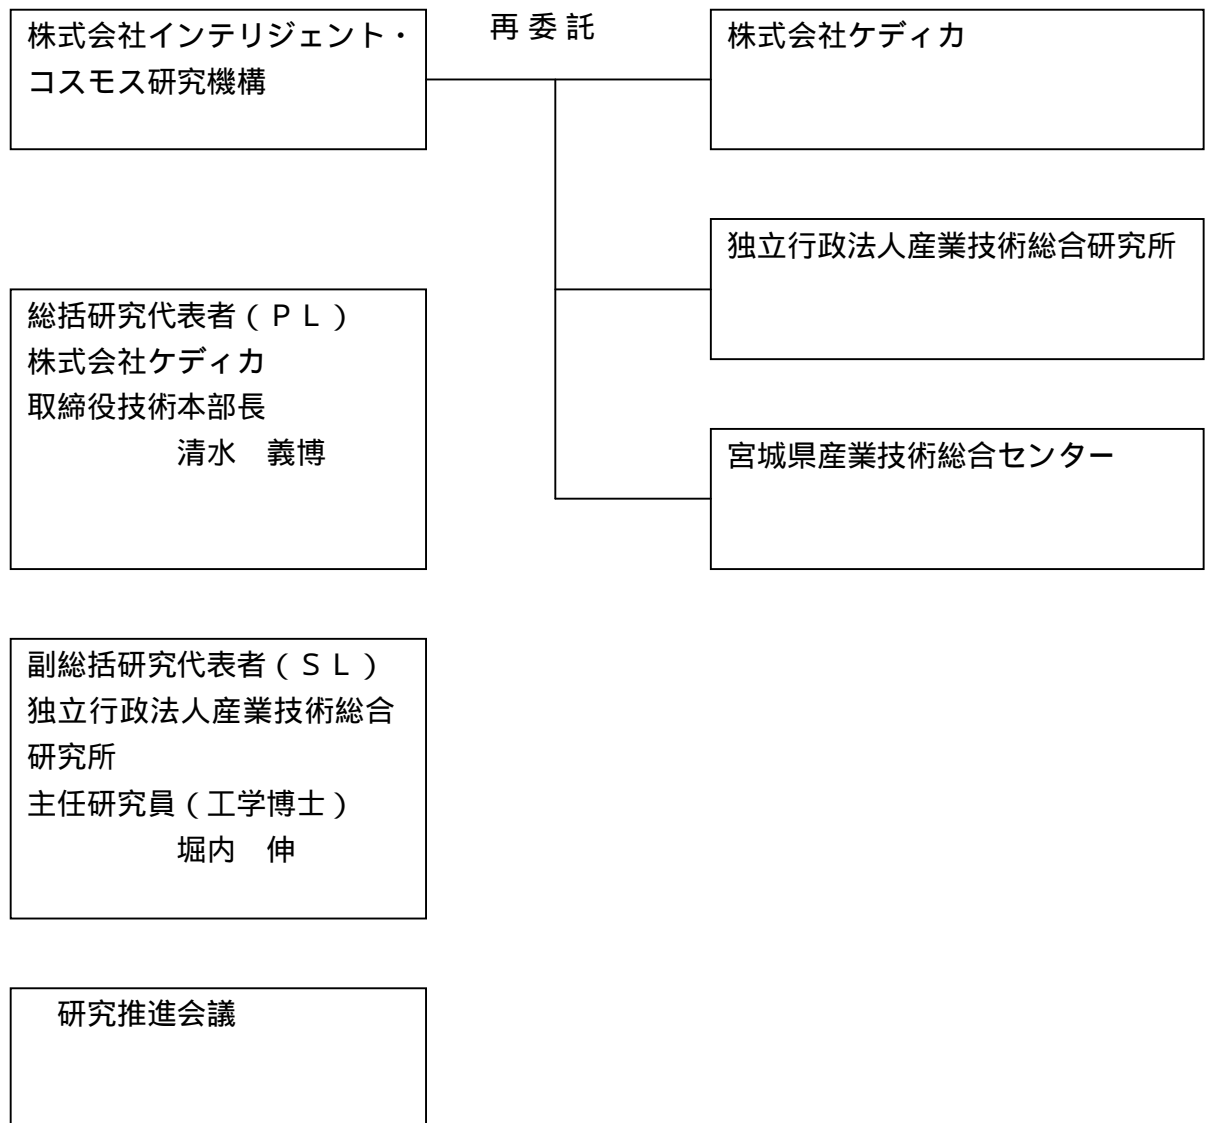 株式会社インテリジェント・
コスモス研究機構
再委託
株式会社ケディカ
独立行政法人産業技術総合研究所
宮城県産業技術総合センター
総括研究代表者（ＰＬ）
株式会社ケディカ
取締役技術本部長
清水　義博
副総括研究代表者（ＳＬ）
独立行政法人産業技術総合
研究所
主任研究員（工学博士）
堀内　伸
研究推進会議